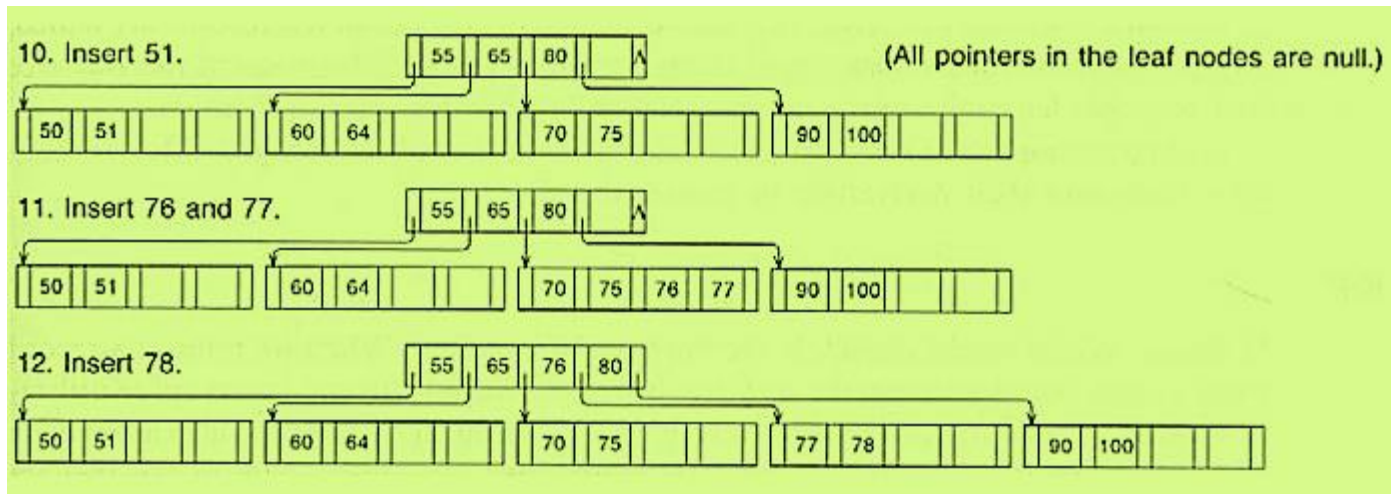 10. Insert 51.
55 65 80
(All pointers in the leaf nodes are null.)
50 51
60 64
70 75
90 100
11. Insert 76 and 77.
55 65 80
50 51
60 64
70 75 76 77
90 100
12. Insert 78.
55 65 76 80
50 51
60 64
70 75
77 78
90 100